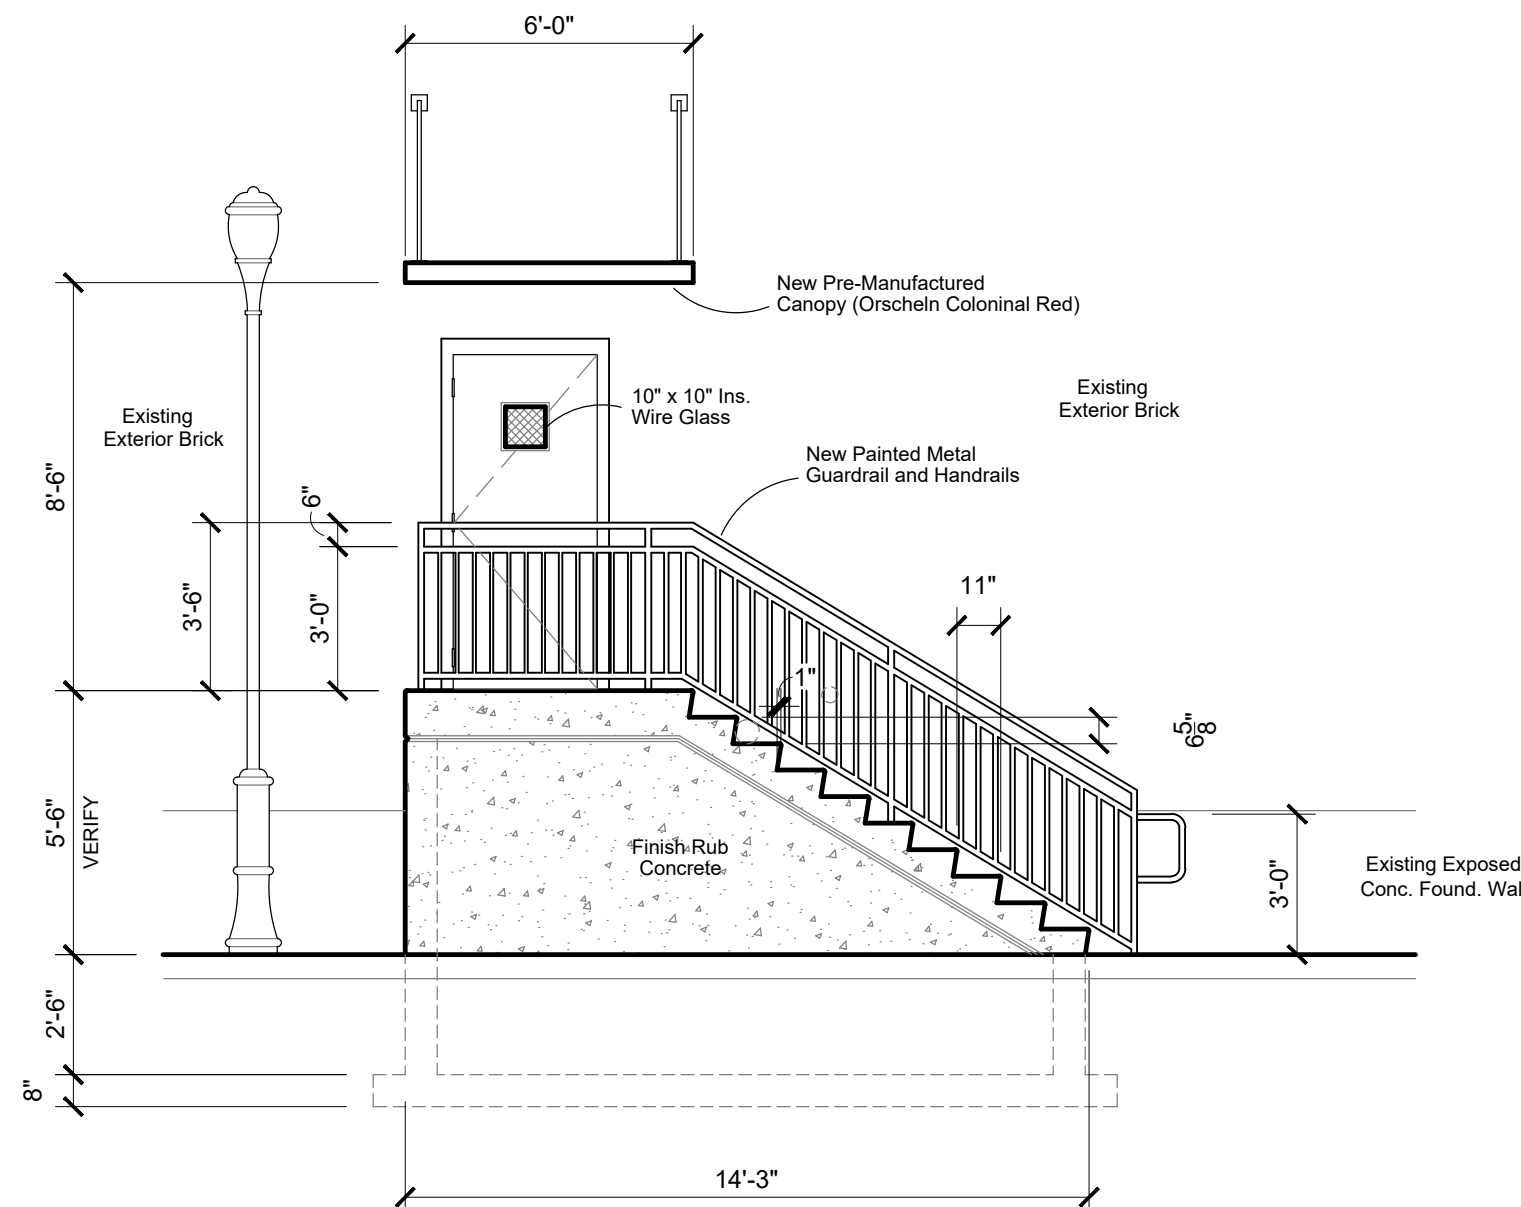 6'-0"
New Pre-Manufactured
Canopy (Orscheln Coloninal Red)
10" x 10" Ins.
Wire Glass
Existing
Exterior Brick
Existing
Exterior Brick
New Painted Metal
Guardrail and Handrails
8'-6"
6"
3'-6"
3'-0"
11"
1"
6 5/8"
5'-6"
VERIFY
Finish Rub
Concrete
3'-0"
Existing Exposed
Conc. Found. Wal
2'-6"
8"
14'-3"